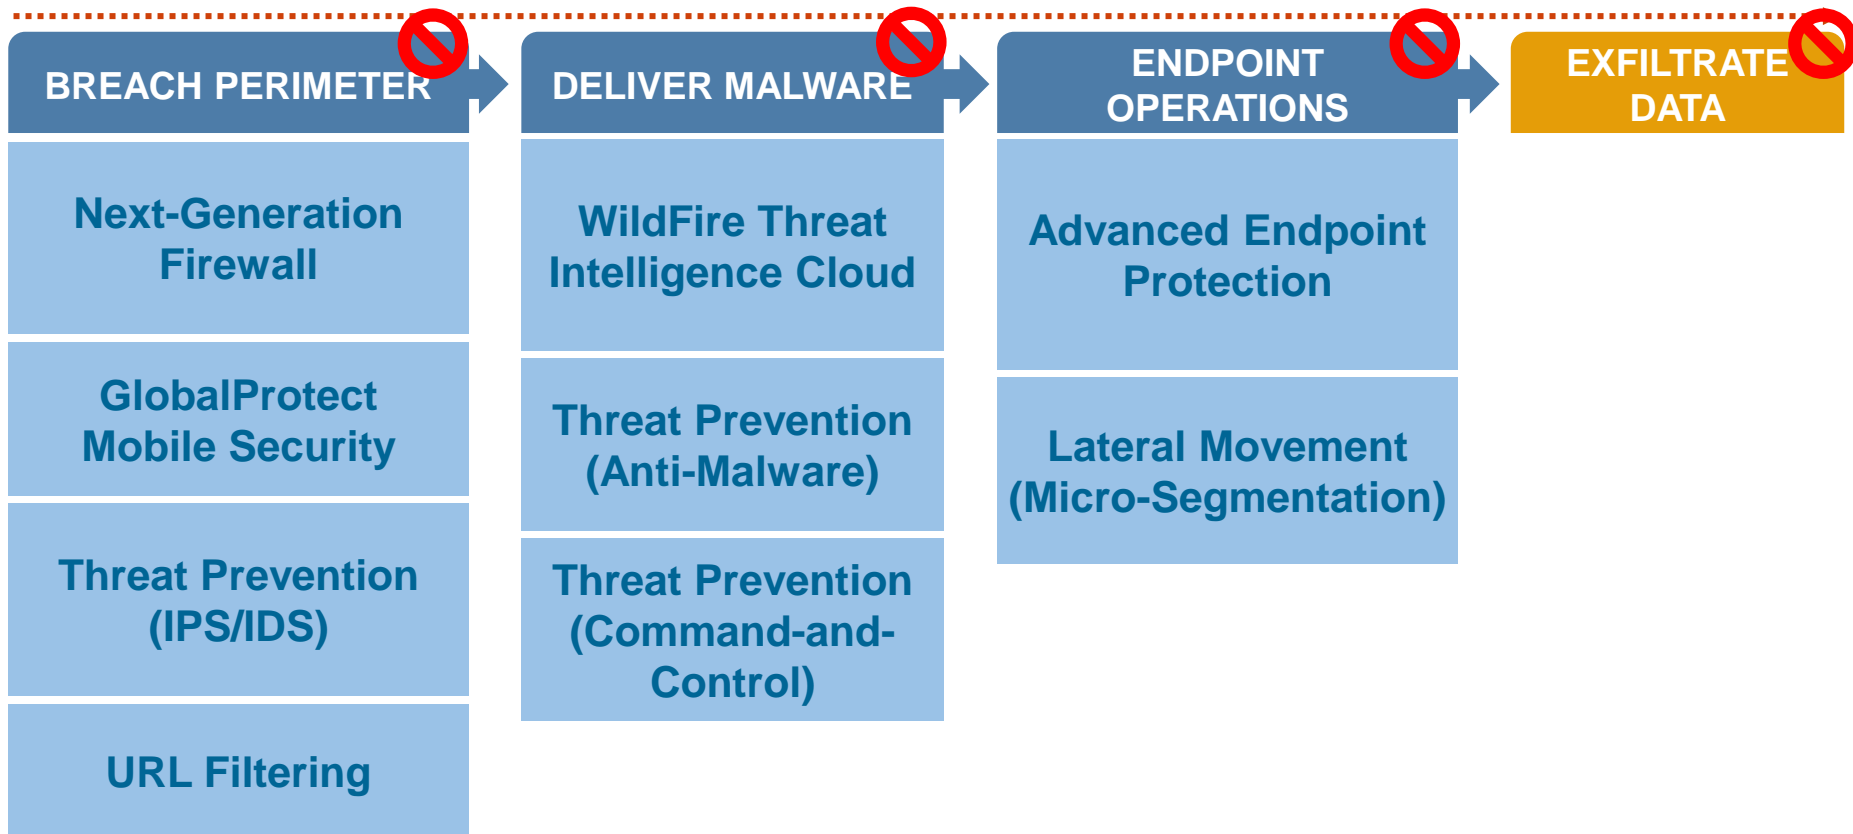 BREACH PERIMETER
DELIVER MALWARE
ENDPOINT
OPERATIONS
EXFILTRATE
DATA
Next-Generation
Firewall
GlobalProtect
Mobile Security
Threat Prevention
(IPS/IDS)
URL Filtering
WildFire Threat
Intelligence Cloud
Threat Prevention
(Anti-Malware)
Threat Prevention
(Command-and-
Control)
Advanced Endpoint
Protection
Lateral Movement
(Micro-Segmentation)